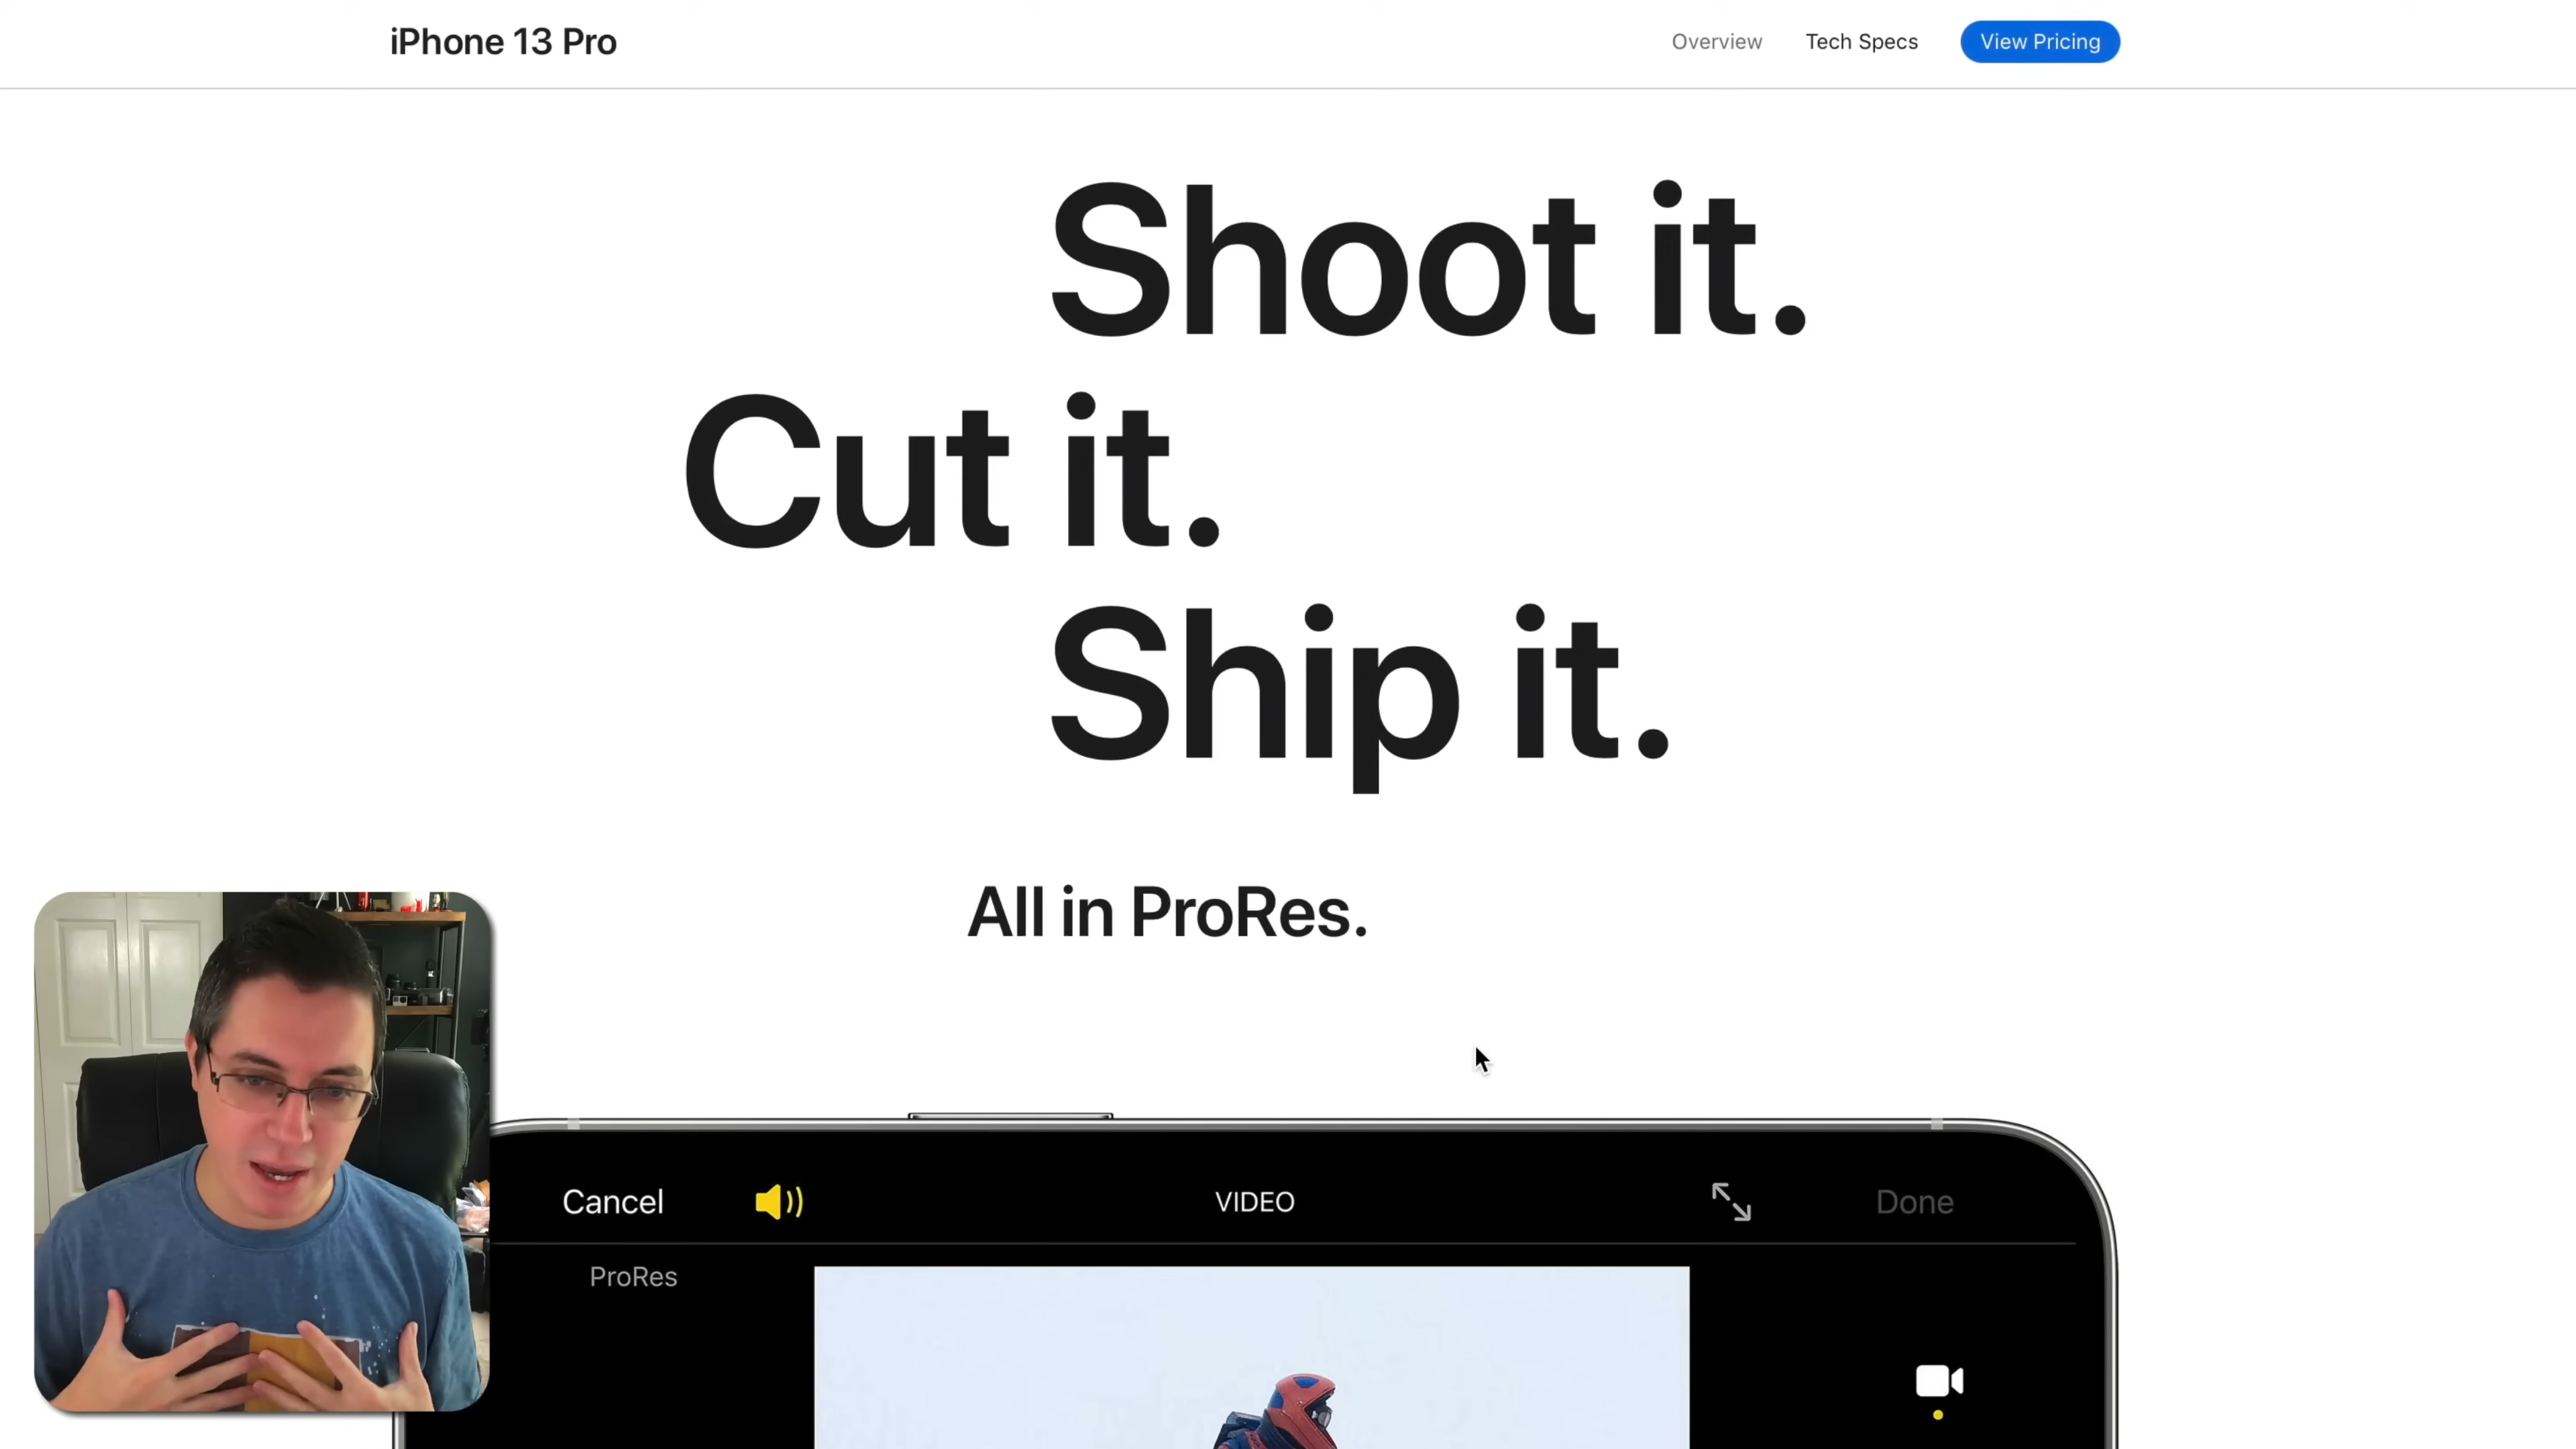 iPhone 13 Pro
Overview
Tech Specs
View Pricing
Shoot it.
Cut it.
Ship it.
All in ProRes.
Cancel
VIDEO
Done
ProRes